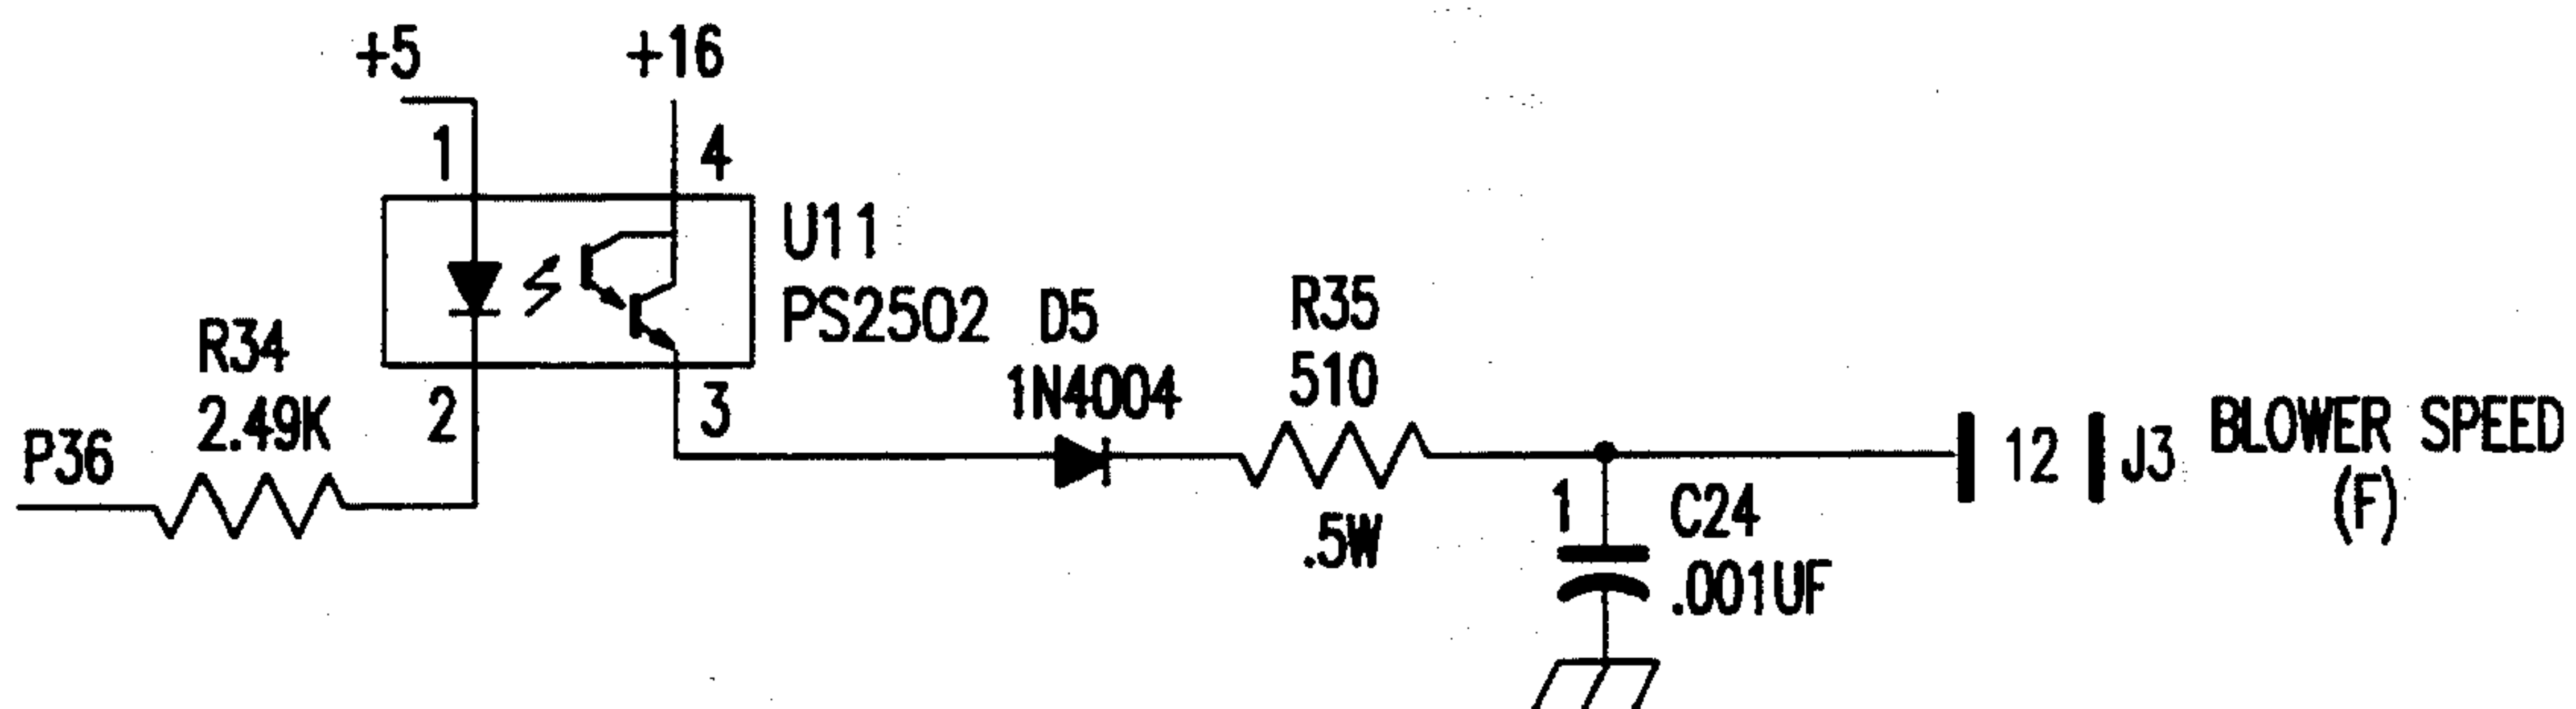 +5
+16
1
4
U11
PS2502
R34
2.49K
2
3
P36
D5
1N4004
R35
510
.5W
1
C24
.001UF
12
J3
BLOWER SPEED
(F)